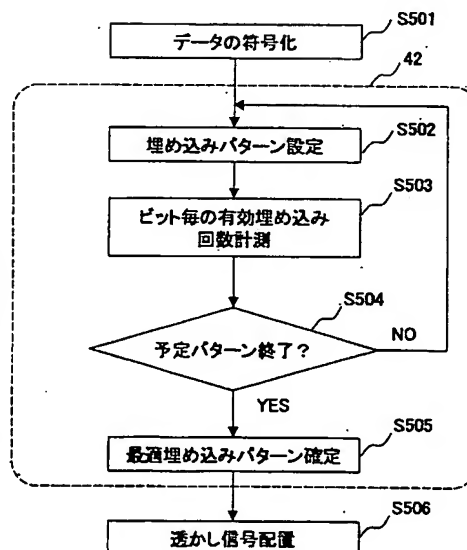 S501
データの符号化
42
S502
埋め込みパターン設定
S503
ビット毎の有効埋め込み
回数計測
S504
予定パターン終了?
NO
YES
S505
最適埋め込みパターン確定
S506
透かし信号配置